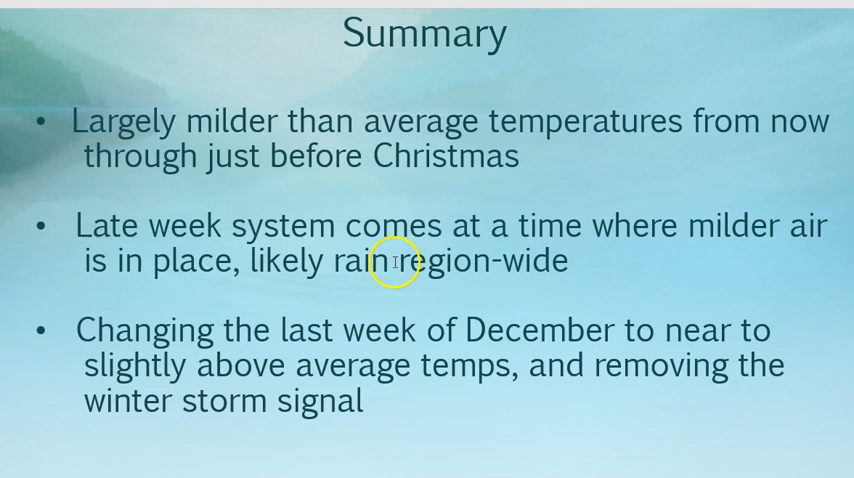 Summary
• Largely milder than average temperatures from now
through just before Christmas
• Late week system comes at a time where milder air
is in place, likely rain region-wide
• Changing the last week of December to near to
slightly above average temps, and removing the
winter storm signal